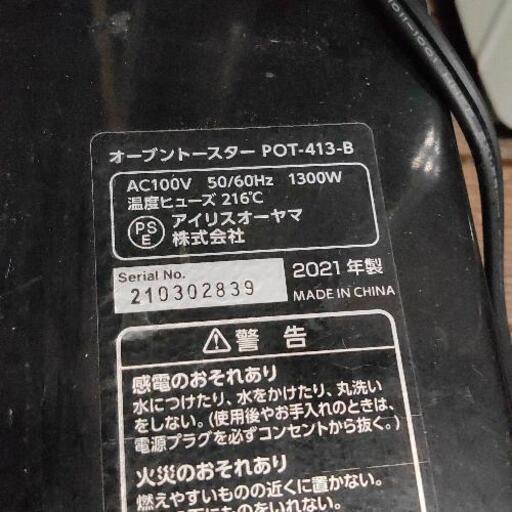 オーブントースター POT-413-B
AC100V 50/60Hz 1300W
温度ヒューズ 216℃
PS
E
アイリスオーヤマ
株式会社
Serial No.
210302839
2021 年製
MADE IN CHINA
警告
感電のおそれあり
水につけたり、水をかけたり、丸洗い
をしない。(使用後やお手入れのときは、
電源プラグを必ずコンセントから抜く。)
火災のおそれあり
燃えやすいものの近くに置かない。